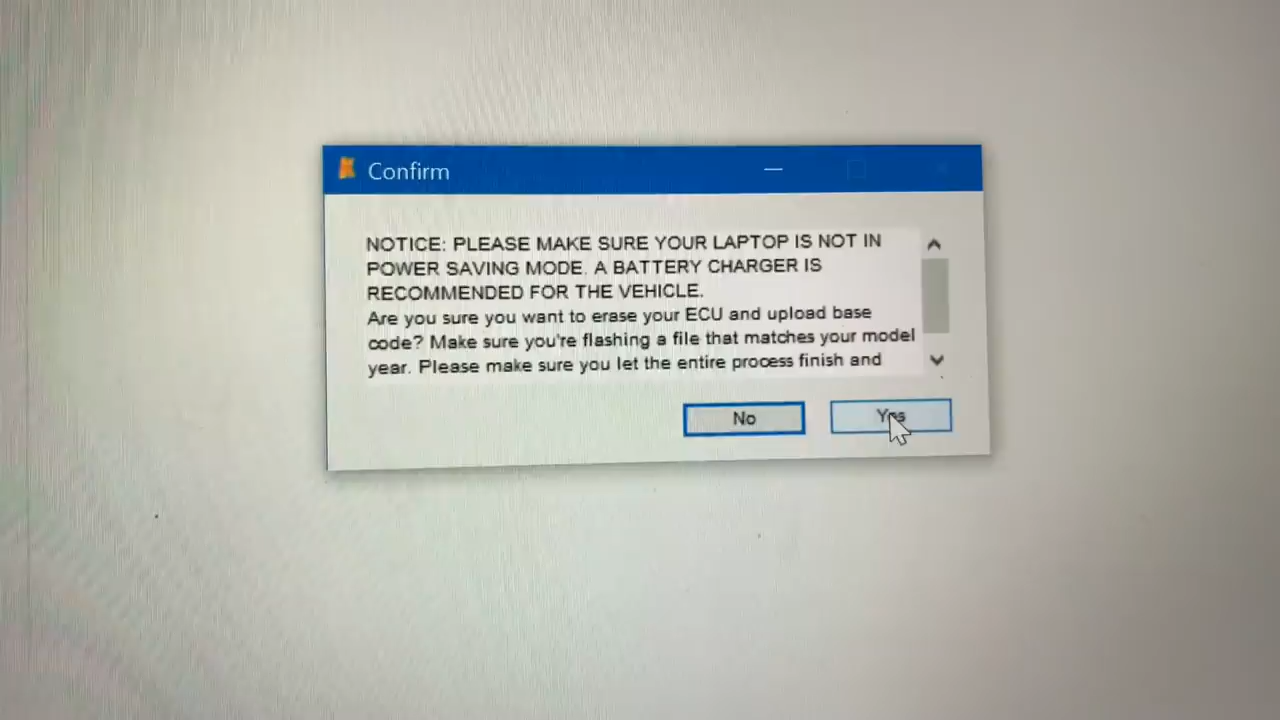 Confirm
NOTICE: PLEASE MAKE SURE YOUR LAPTOP IS NOT IN
POWER SAVING MODE. A BATTERY CHARGER IS
RECOMMENDED FOR THE VEHICLE.
Are you sure you want to erase your ECU and upload base
code? Make sure you're flashing a file that matches your model
year. Please make sure you let the entire process finish and
No
Yes